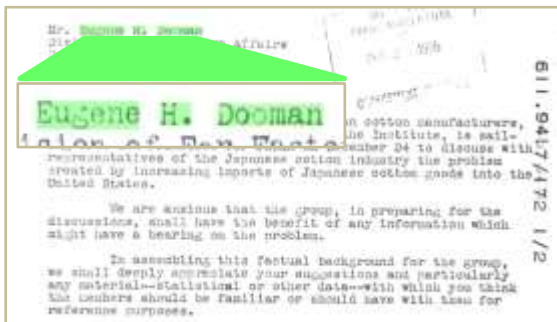 Mr. Eugene H. Dooman
Affairs
Eugene H. Dooman
cotton manufacturers,
the Institute, is sail-
24 to discuss with
representatives of the Japanese cotton industry the problem
created by increasing imports of Japanese cotton goods into the
United States.
We are anxious that the group, in preparing for the
discussions, shall have the benefit of any information which
might have a bearing on the problem.
In assembling this factual background for the group,
we shall deeply appreciate your suggestions and particularly
any material--statistical or other data--with which you think
the members should be familiar or should have with them for
reference purposes.
611.9417/172 1/2